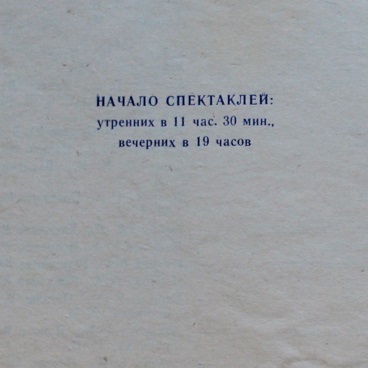 НАЧАЛО СПЕКТАКЛЕЙ:
утренних в 11 час. 30 мин.,
вечерних в 19 часов